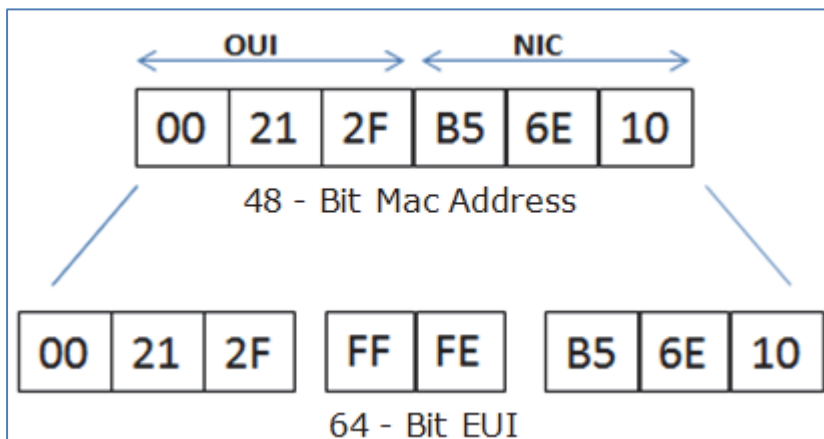 OUI NIC
00 21 2F B5 6E 10
48 - Bit Mac Address
00 21 2F FF FE B5 6E 10
64 - Bit EUI